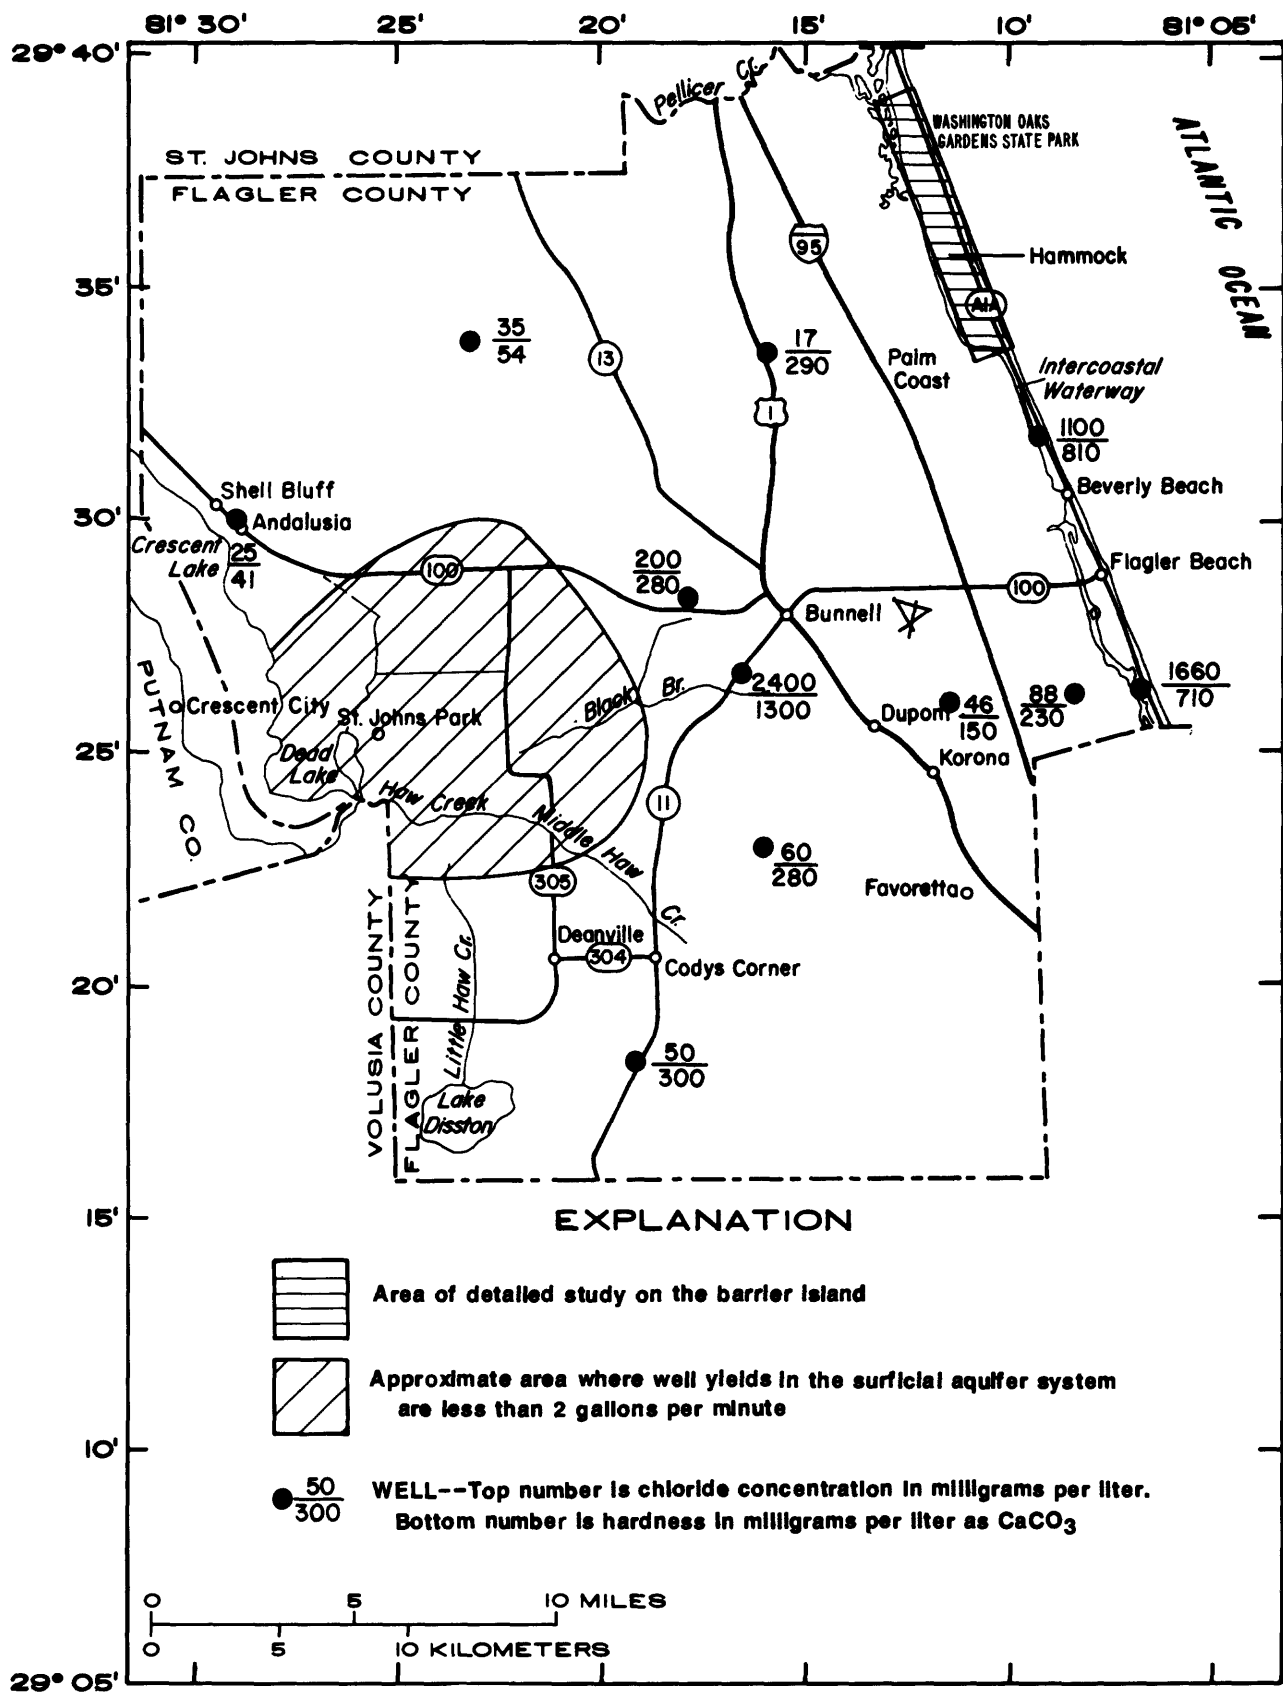 81° 30' 25' 20' 15' 10' 81° 05'
29° 40'
Pellicer Cr.
WASHINGTON OAKS
GARDENS STATE PARK
ATLANTIC OCEAN
ST. JOHNS COUNTY
FLAGLER COUNTY
95
Hammock
35'
A1A
35
54
13
17
290
Palm
Coast
Intercoastal
Waterway
1
1100
810
Shell Bluff
Beverly Beach
30'
Andalusia
Crescent
Lake
25
41
100
200
280
Flagler Beach
100
Bunnell
PUTNAM CO.
Crescent City
St. Johns Park
Black Br.
2400
1300
Dupont
46
150
88
230
1660
710
25'
Dead
Lake
Korona
Haw Creek
Middle Haw Cr.
11
60
280
305
Favoretta
VOLUSIA COUNTY
FLAGLER COUNTY
Little Haw Cr.
Deanville
304
Codys Corner
20'
50
300
Lake
Disston
15'
EXPLANATION
Area of detailed study on the barrier island
Approximate area where well yields in the surficial aquifer system
are less than 2 gallons per minute
10'
50
300
WELL--Top number is chloride concentration in milligrams per liter.
Bottom number is hardness in milligrams per liter as CaCO3
0 5 10 MILES
0 5 10 KILOMETERS
29° 05'